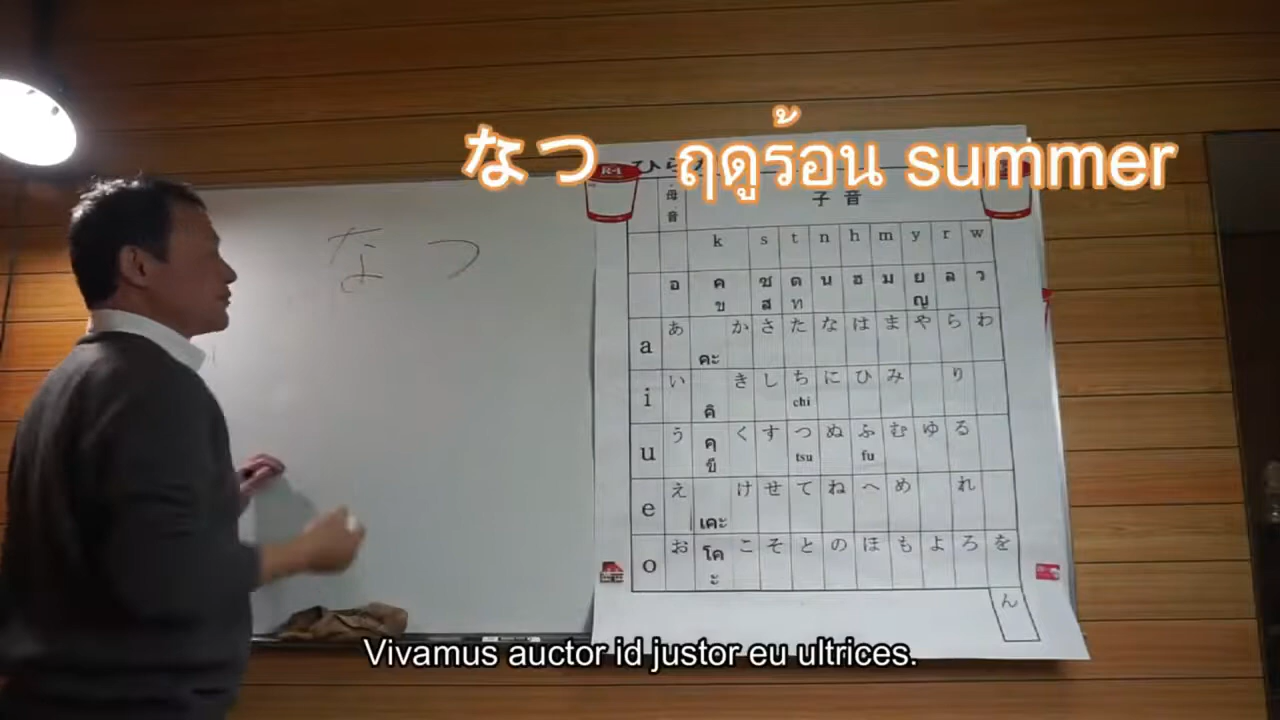 なつ ฤดูร้อน summer
ひら
R-1
母音 子音
k s t n h m y r w
อ ค ข ช ส ต ท น ฮ ม ย ญ ล ว
a あ คะ か さ た な は ま や ら わ
i い คิ き し ち chi に ひ み り
u う คุ ขึ く す つ tsu ぬ ふ fu む ゆ る
e え เคะ け せ て ね へ め れ
o お โคะ こ そ と の ほ も よ ろ を
ん
なつ
Vivamus auctor id justor eu ultrices.